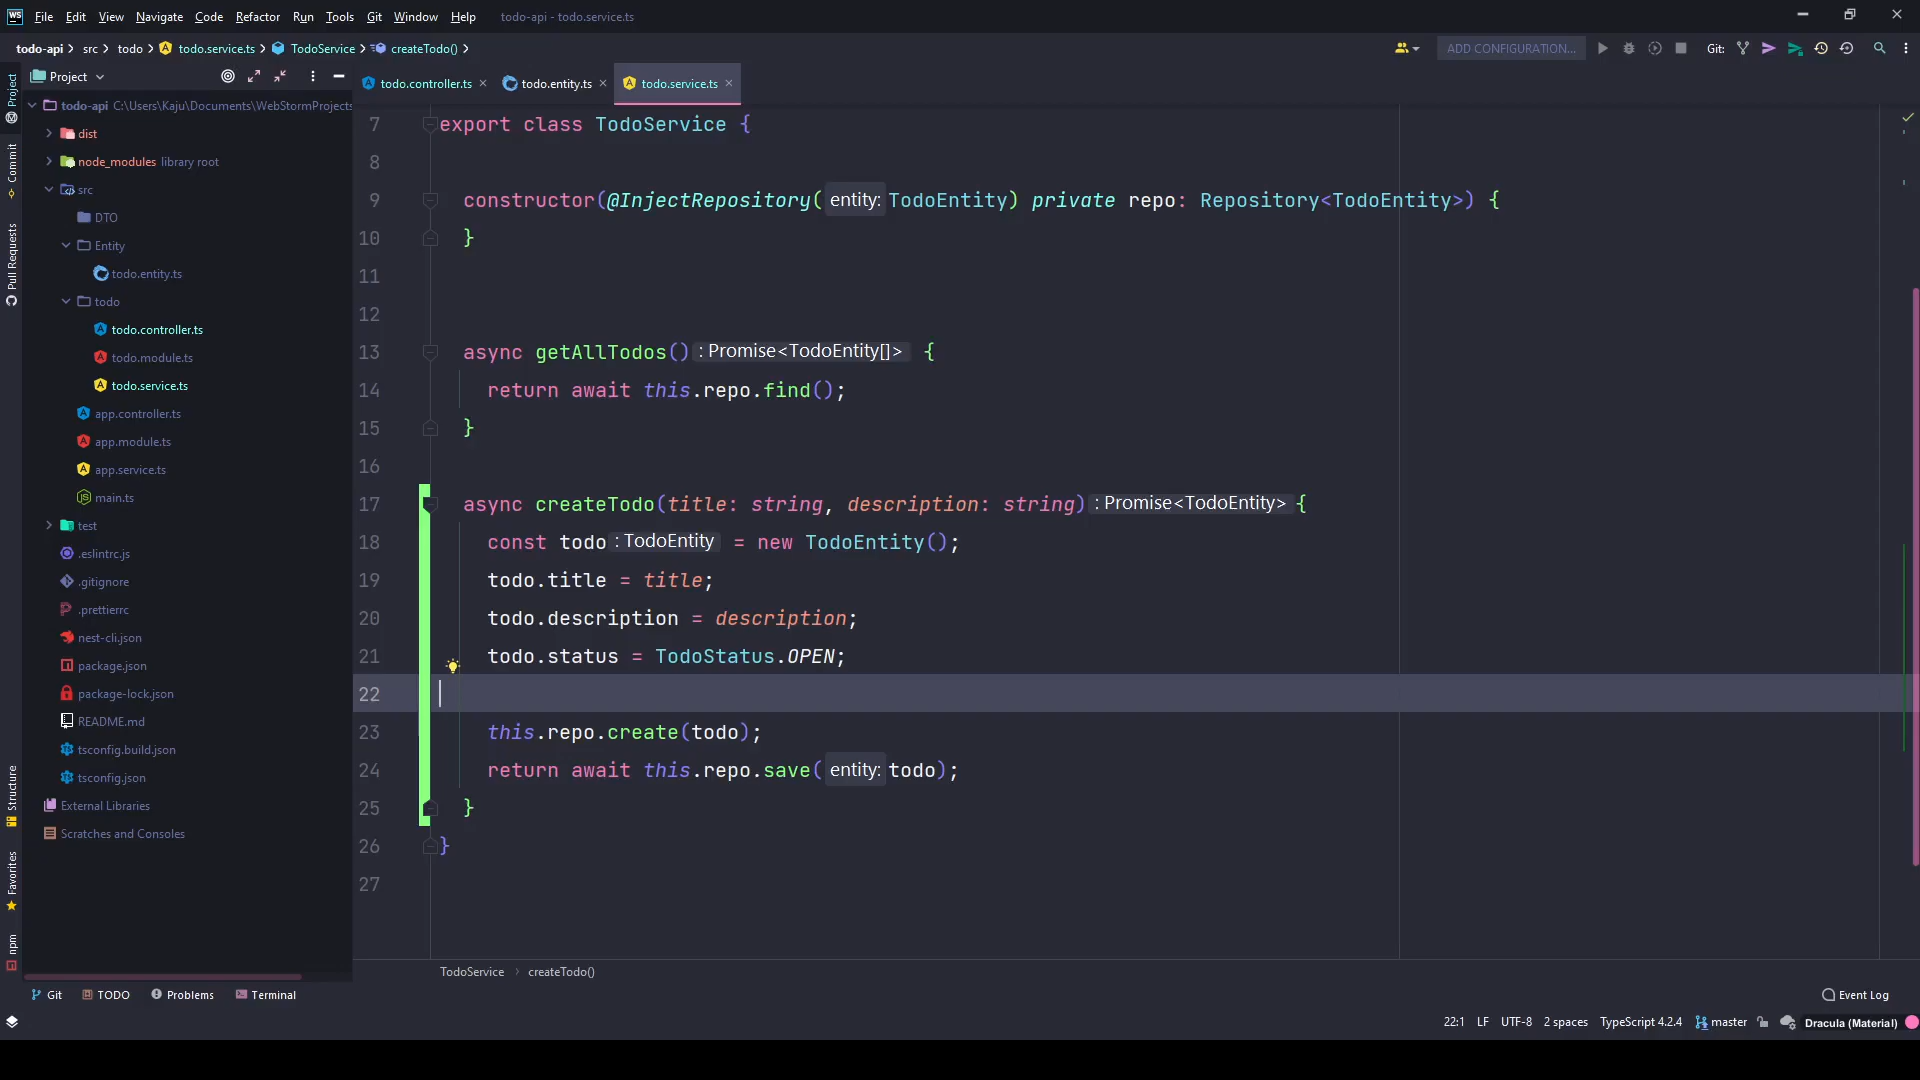 WS File Edit View Navigate Code Refactor Run Tools Git Window Help todo-api - todo.service.ts
todo-api src todo todo.service.ts TodoService createTodo()
ADD CONFIGURATION... Git:
Project
todo.controller.ts todo.entity.ts todo.service.ts
Project
Commit
Pull Requests
Structure
Favorites
npm
todo-api C:\Users\Kaju\Documents\WebStormProjects
dist
node_modules library root
src
DTO
Entity
todo.entity.ts
todo
todo.controller.ts
todo.module.ts
todo.service.ts
app.controller.ts
app.module.ts
app.service.ts
main.ts
test
.eslintrc.js
.gitignore
.prettierrc
nest-cli.json
package.json
package-lock.json
README.md
tsconfig.build.json
tsconfig.json
External Libraries
Scratches and Consoles
7 export class TodoService {
8
9 constructor(@InjectRepository( entity: TodoEntity) private repo: Repository<TodoEntity>) {
10 }
11
12
13 async getAllTodos() : Promise<TodoEntity[]> {
14 return await this.repo.find();
15 }
16
17 async createTodo(title: string, description: string) : Promise<TodoEntity> {
18 const todo : TodoEntity = new TodoEntity();
19 todo.title = title;
20 todo.description = description;
21 todo.status = TodoStatus.OPEN;
22
23 this.repo.create(todo);
24 return await this.repo.save( entity: todo);
25 }
26 }
27
TodoService createTodo()
Git TODO Problems Terminal Event Log
22:1 LF UTF-8 2 spaces TypeScript 4.2.4 master Dracula (Material)